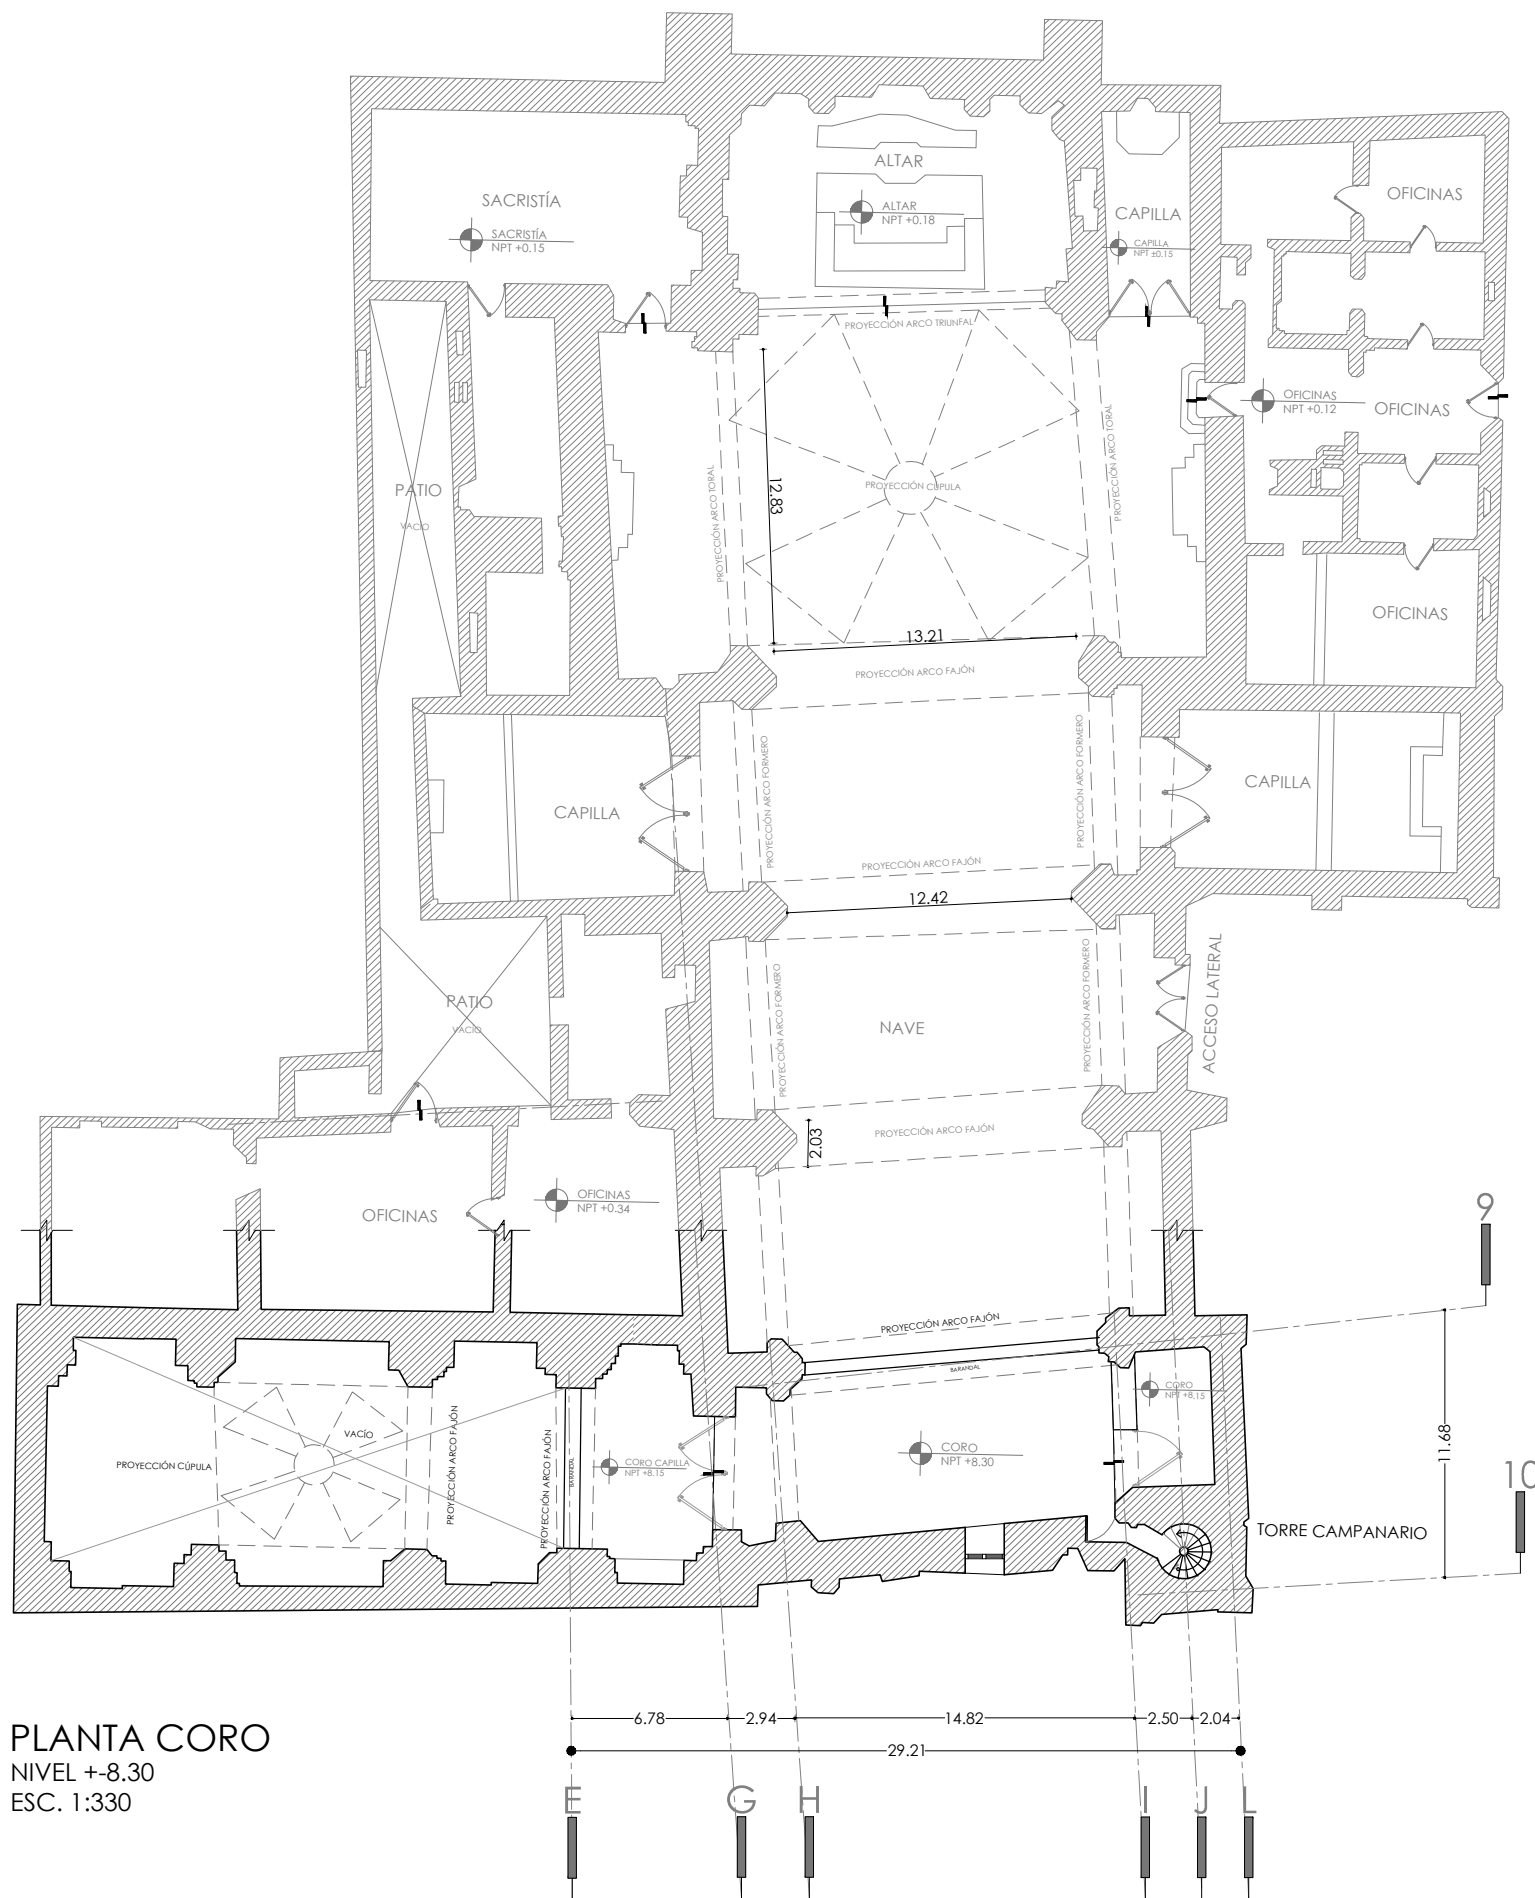 ALTAR
SACRISTÍA
OFICINAS
ALTAR
NPT +0.18
CAPILLA
SACRISTÍA
NPT +0.15
CAPILLA
NPT ±0.15
PROYECCIÓN ARCO TRIUNFAL
OFICINAS
NPT +0.12
OFICINAS
PROYECCIÓN ARCO TORAL
PROYECCIÓN ARCO TORAL
12.83
PROYECCIÓN CÚPULA
PATIO
VACÍO
OFICINAS
13.21
PROYECCIÓN ARCO FAJÓN
PROYECCIÓN ARCO FORMERO
PROYECCIÓN ARCO FORMERO
CAPILLA
CAPILLA
PROYECCIÓN ARCO FAJÓN
12.42
PATIO
VACÍO
PROYECCIÓN ARCO FORMERO
NAVE
PROYECCIÓN ARCO FORMERO
ACCESO LATERAL
2.03
PROYECCIÓN ARCO FAJÓN
OFICINAS
OFICINAS
NPT +0.34
9
PROYECCIÓN ARCO FAJÓN
BARANDAL
CORO
NPT +8.15
11.68
VACÍO
PROYECCIÓN CÚPULA
PROYECCIÓN ARCO FAJÓN
PROYECCIÓN ARCO FAJÓN
BARANDAL
CORO CAPILLA
NPT +8.15
CORO
NPT +8.30
10
TORRE CAMPANARIO
6.78
2.94
14.82
2.50
2.04
29.21
PLANTA CORO
NIVEL +-8.30
ESC. 1:330
E
G
H
I
J
L